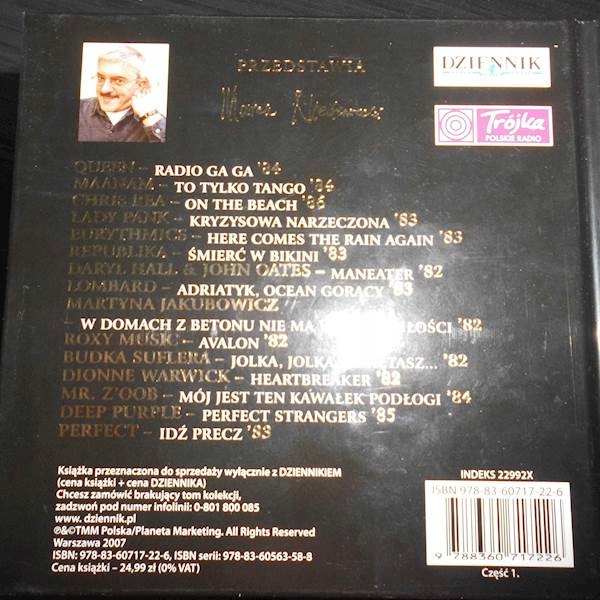 PRZEDSTAWIA
DZIENNIK
Trójka
POLSKIE RADIO
QUEEN – RADIO GA GA '84
MAANAM – TO TYLKO TANGO '84
CHRIS REA – ON THE BEACH '86
LADY PANK – KRYZYSOWA NARZECZONA '83
EURYTHMICS – HERE COMES THE RAIN AGAIN '83
REPUBLIKA – ŚMIERĆ W BIKINI '83
DARYL HALL & JOHN OATES – MANEATER '82
LOMBARD – ADRIATYK, OCEAN GORĄCY '83
MARTYNA JAKUBOWICZ
– W DOMACH Z BETONU NIE MA '82
ROXY MUSIC – AVALON '82
BUDKA SUFLERA – JOLKA, JOLKA '82
DIONNE WARWICK – HEARTBREAKER '82
MR. Z'OOB – MÓJ JEST TEN KAWAŁEK PODŁOGI '84
DEEP PURPLE – PERFECT STRANGERS '85
PERFECT – IDŹ PRECZ '83
Książka przeznaczona do sprzedaży wyłącznie z DZIENNIKIEM
(cena książki + cena DZIENNIKA)
Chcesz zamówić brakujący tom kolekcji,
zadzwoń pod numer infolinii: 0-801 800 085
www.dziennik.pl
℗&©TMM Polska/Planeta Marketing. All Rights Reserved
Warszawa 2007
ISBN: 978-83-60717-22-6, ISBN serii: 978-83-60563-58-8
Cena książki – 24,99 zł (0% VAT)
INDEKS 22992X
ISBN 978-83-60717-22-6
9 788360 717226
Część 1.